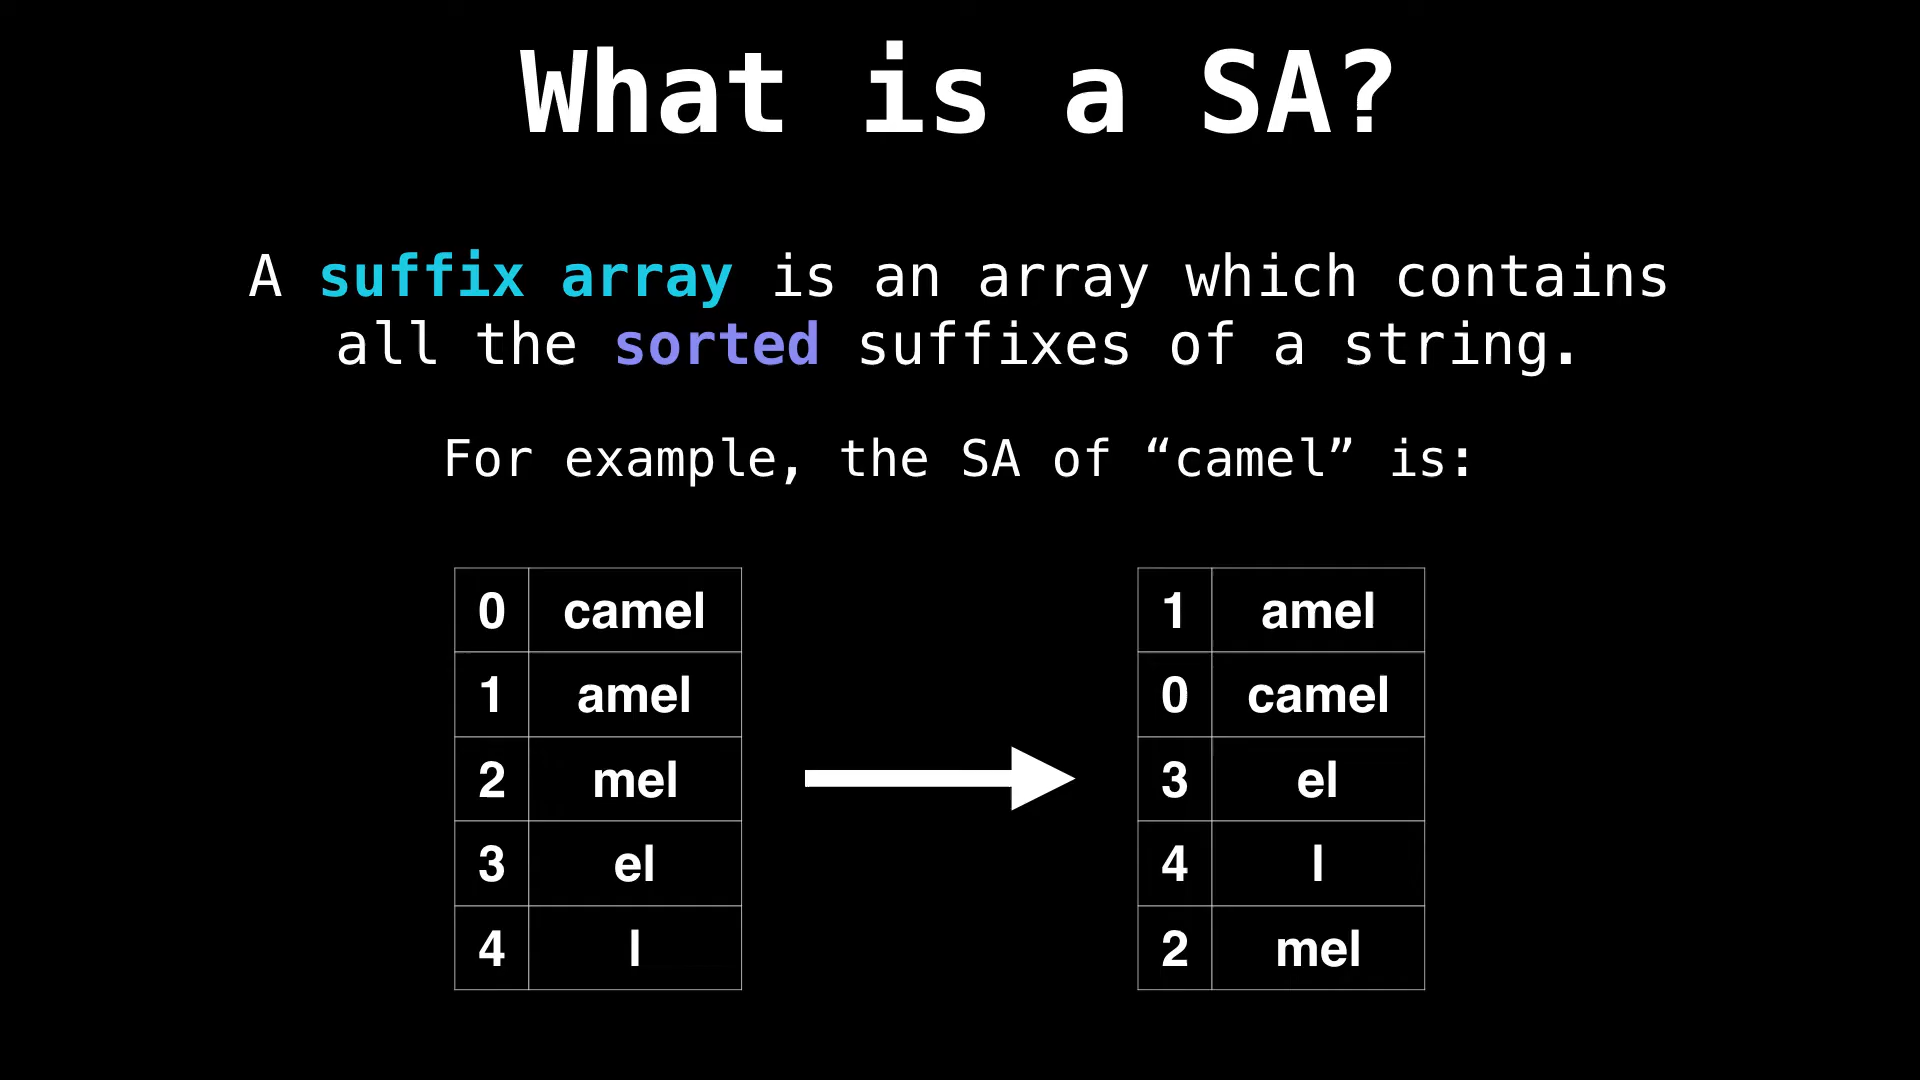 What is a SA?
A suffix array is an array which contains
all the sorted suffixes of a string.
For example, the SA of “camel” is:
0 camel
1 amel
2 mel
3 el
4 l
1 amel
0 camel
3 el
4 l
2 mel